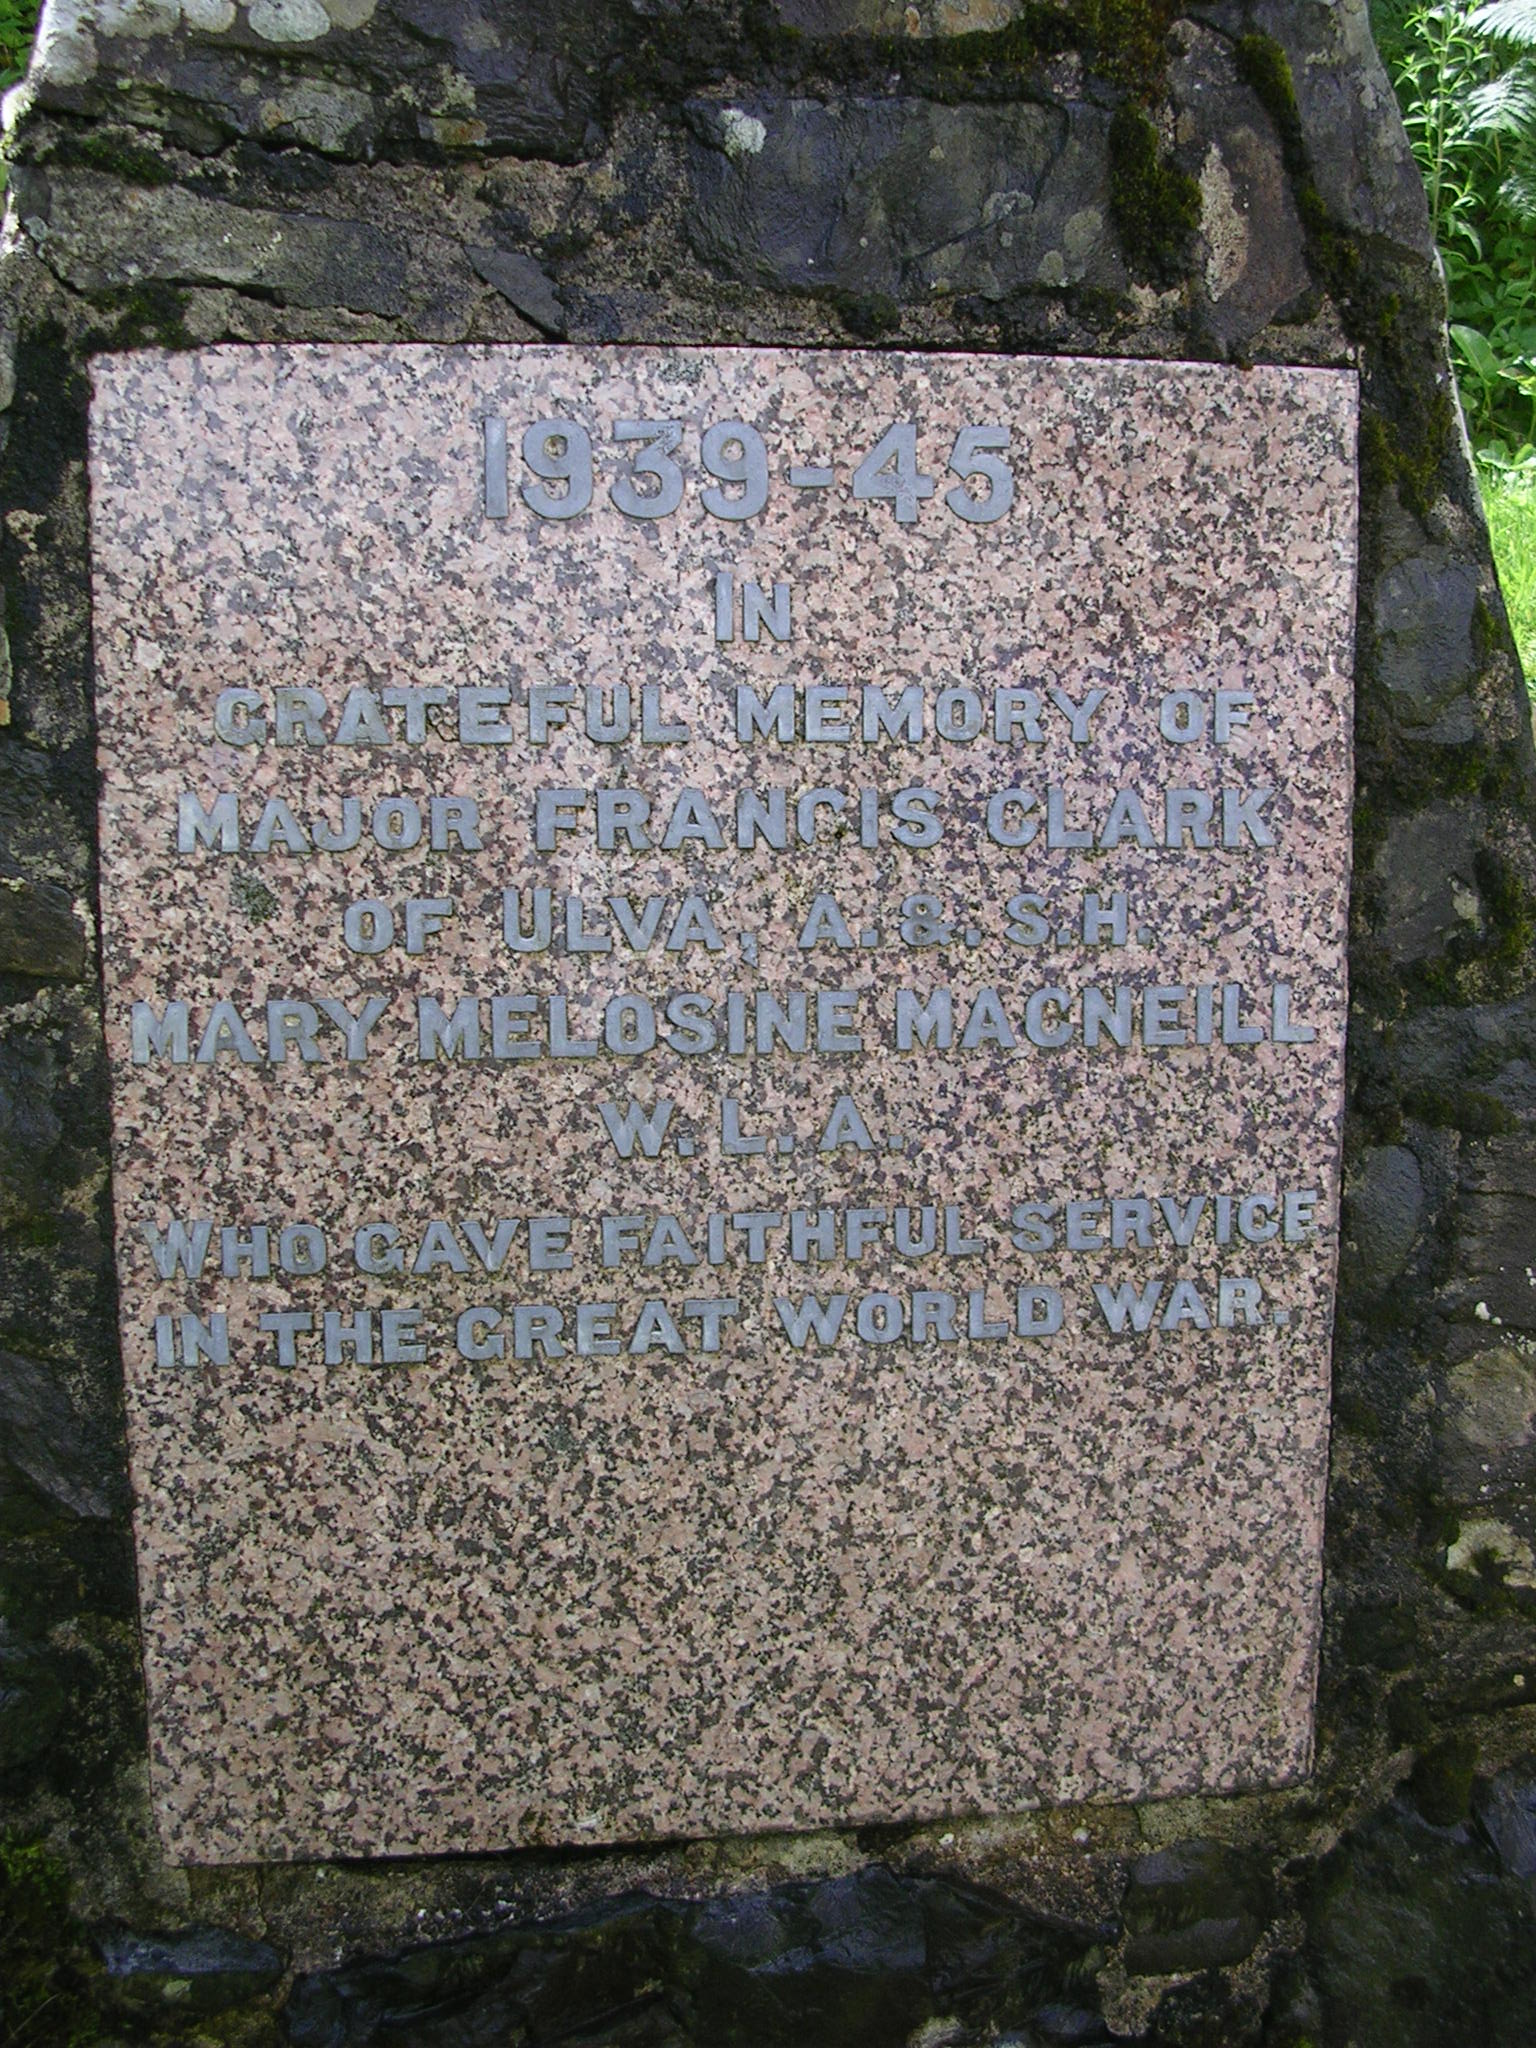 1939-45
IN
GRATEFUL MEMORY OF
MAJOR FRANCIS CLARK
OF ULVA, A.&.S.H.
MARY MELOSINE MACNEILL
W.L.A.
WHO GAVE FAITHFUL SERVICE
IN THE GREAT WORLD WAR.